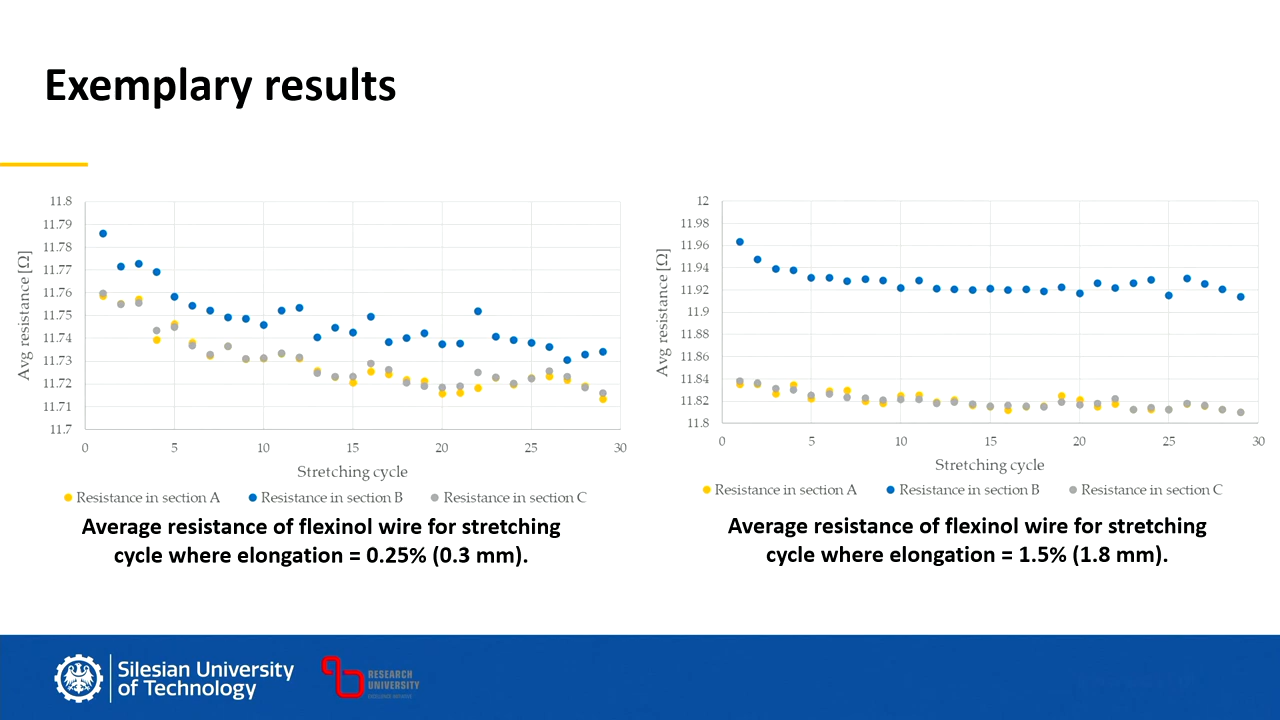 Exemplary results
11.8
11.79
11.78
11.77
11.76
11.75
11.74
11.73
11.72
11.71
11.7
Avg resistance [Ω]
0 5 10 15 20 25 30
Stretching cycle
Resistance in section A Resistance in section B Resistance in section C
Average resistance of flexinol wire for stretching
cycle where elongation = 0.25% (0.3 mm).
12
11.98
11.96
11.94
11.92
11.9
11.88
11.86
11.84
11.82
11.8
Avg resistance [Ω]
0 5 10 15 20 25 30
Stretching cycle
Resistance in section A Resistance in section B Resistance in section C
Average resistance of flexinol wire for stretching
cycle where elongation = 1.5% (1.8 mm).
Silesian University
of Technology
RESEARCH
UNIVERSITY